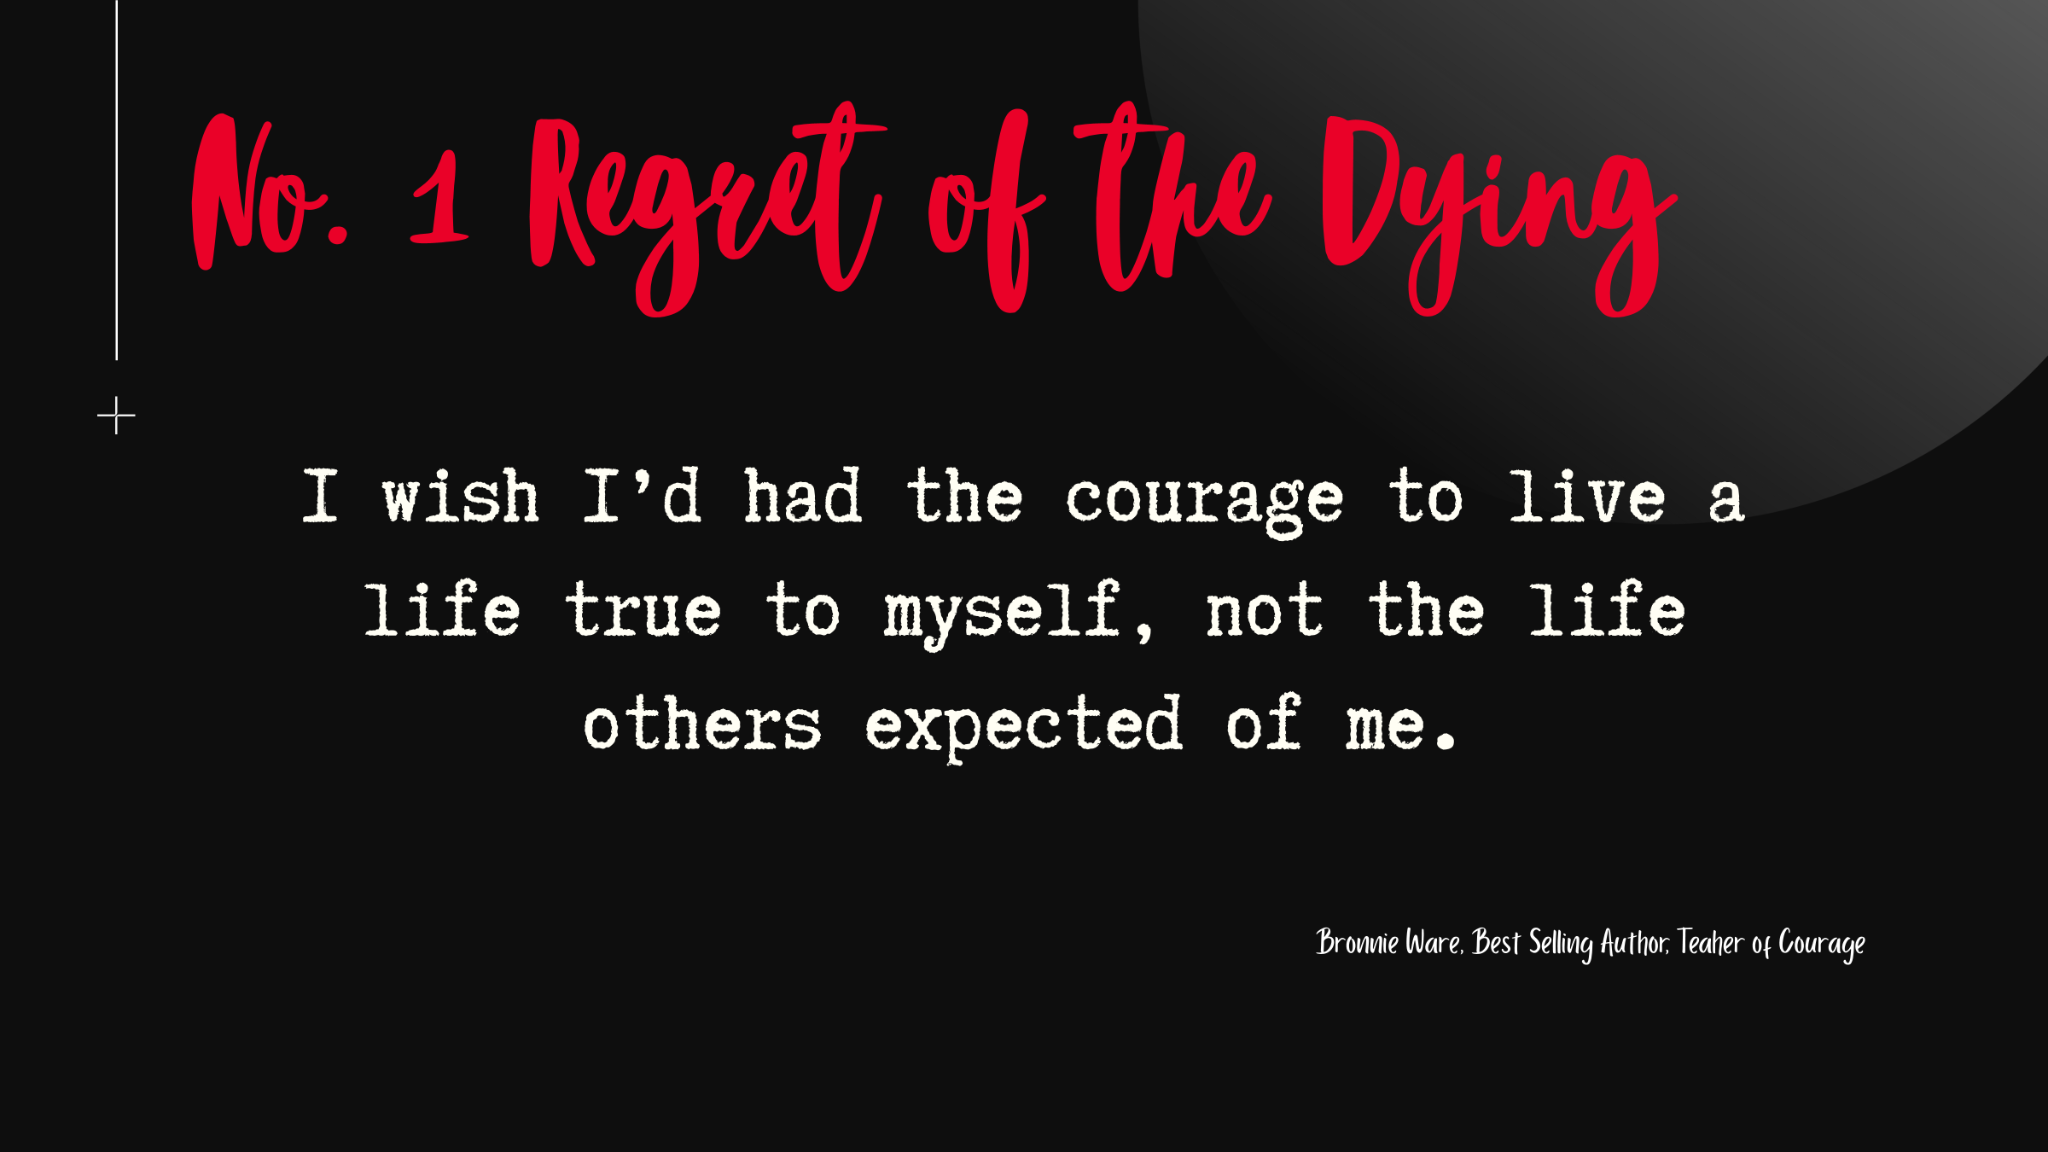 No. 1 Regret of the Dying
I wish I’d had the courage to live a
life true to myself, not the life
others expected of me.
Bronnie Ware, Best Selling Author, Teaher of Courage